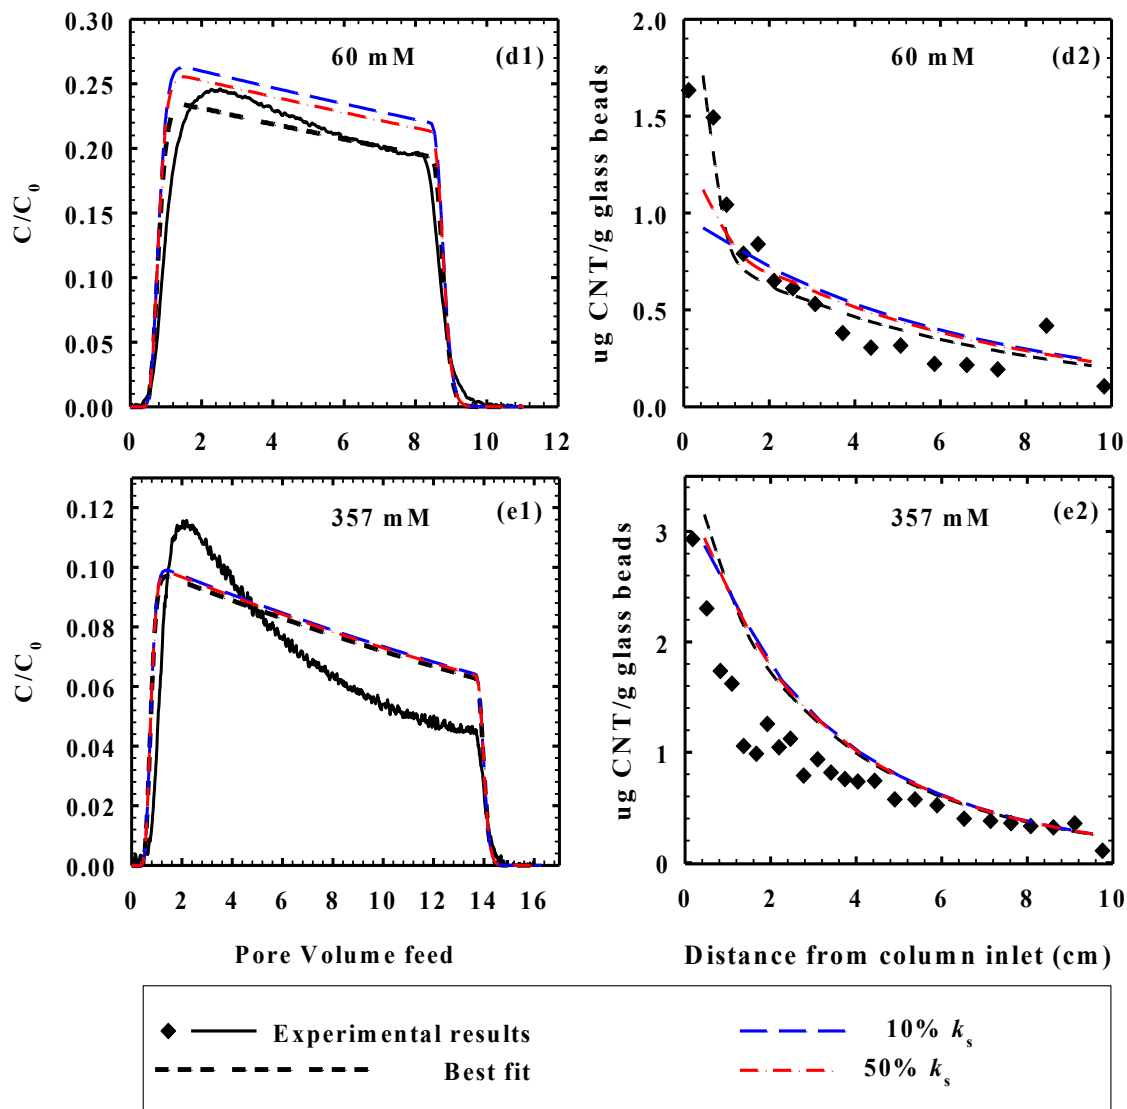 0.30
0.25
0.20
0.15
0.10
0.05
0.00
C/C0
60 mM
(d1)
0 2 4 6 8 10 12
2.0
1.5
1.0
0.5
0.0
ug CNT/g glass beads
60 mM
(d2)
0 2 4 6 8 10
0.12
0.10
0.08
0.06
0.04
0.02
0.00
C/C0
357 mM
(e1)
0 2 4 6 8 10 12 14 16
Pore Volume feed
3
2
1
0
ug CNT/g glass beads
357 mM
(e2)
0 2 4 6 8 10
Distance from column inlet (cm)
Experimental results
10% ks
Best fit
50% ks